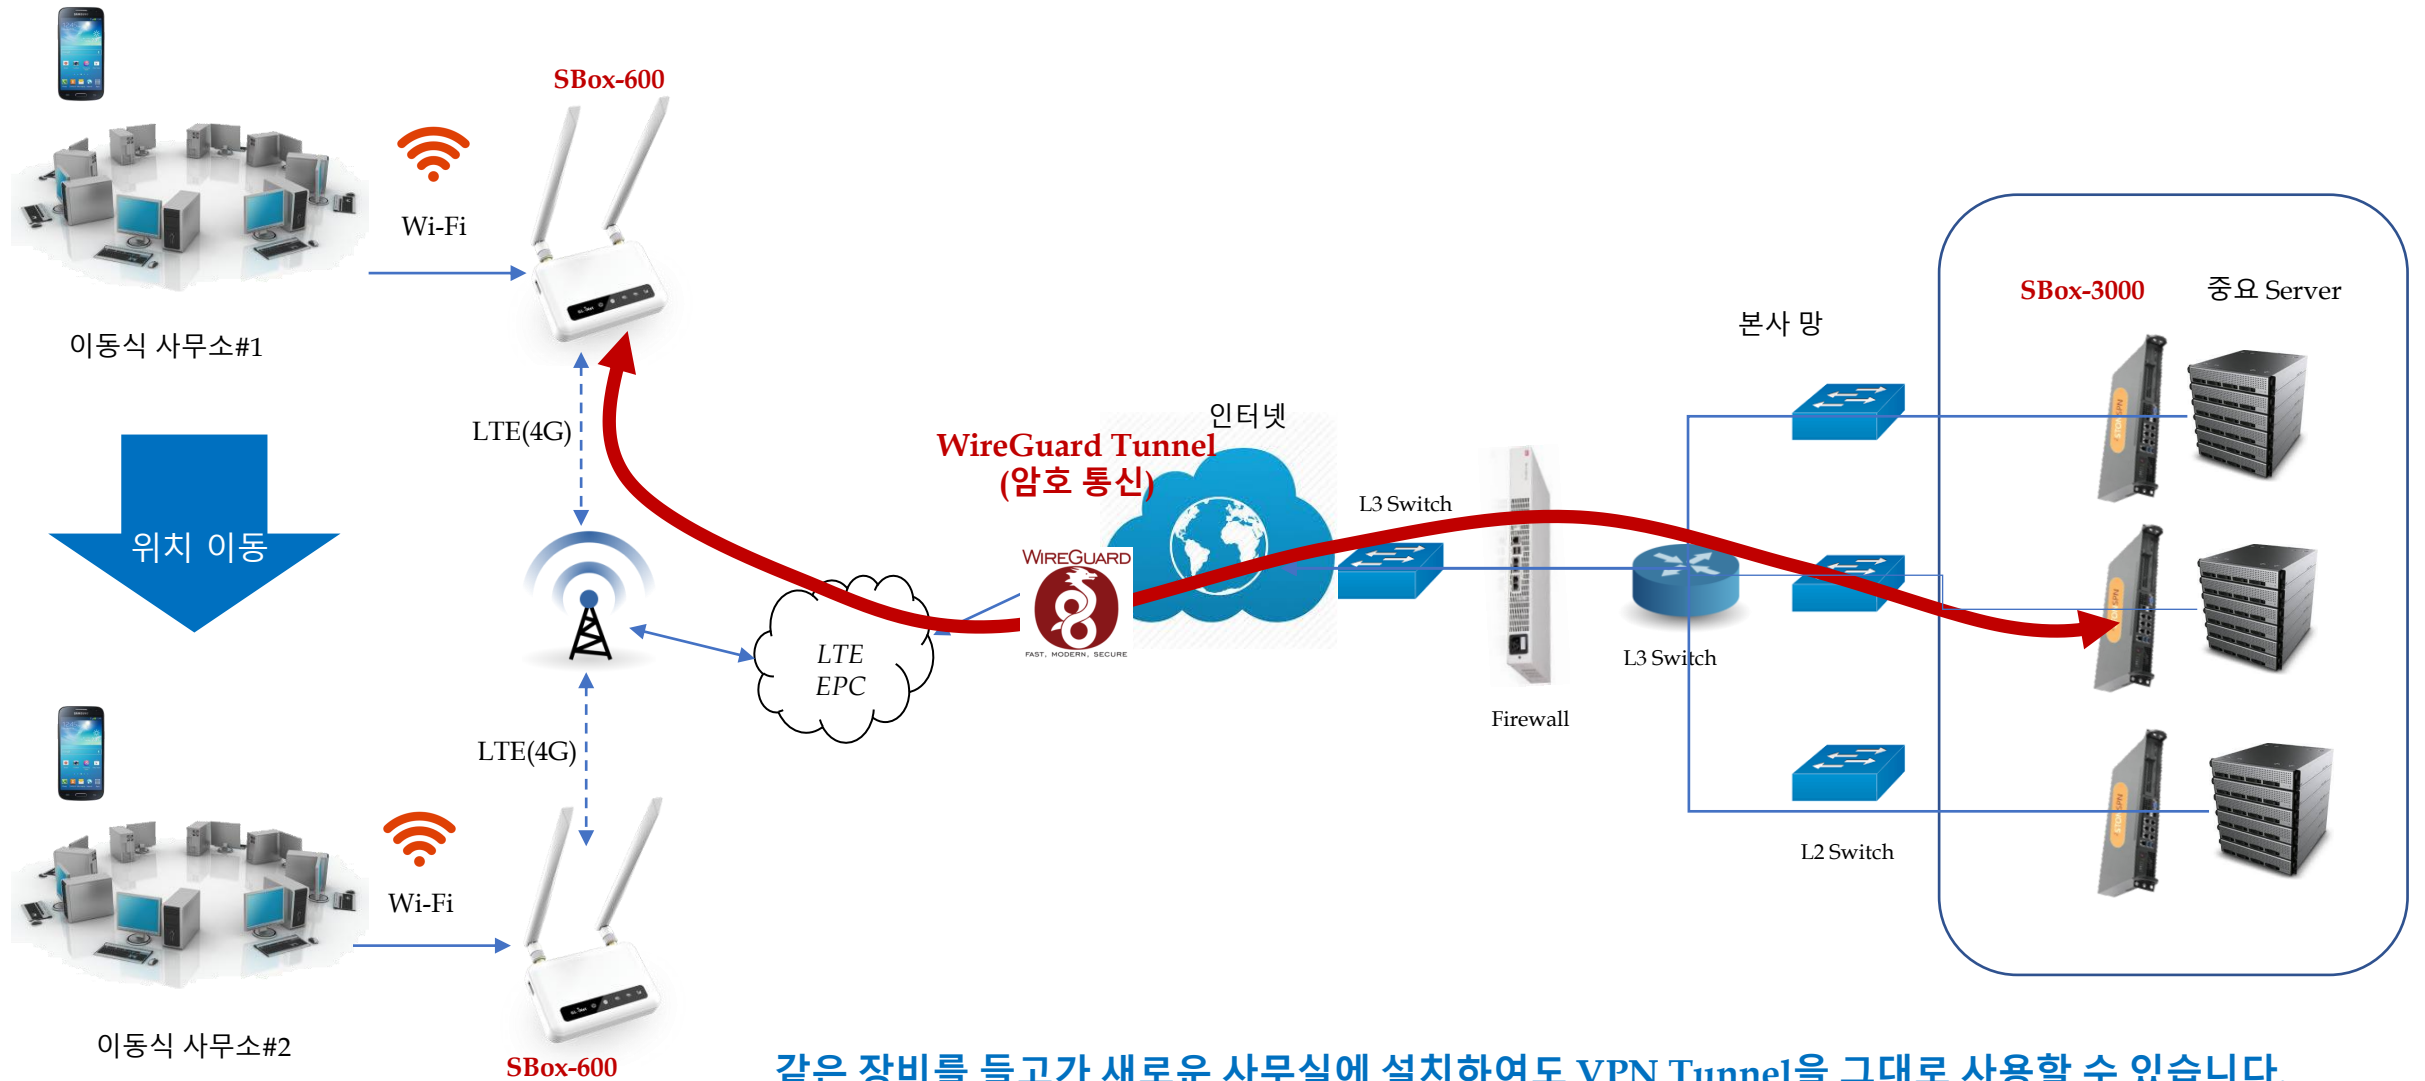 SBox-600
Wi-Fi
이동식 사무소#1
LTE(4G)
위치 이동
WireGuard Tunnel
(암호 통신)
인터넷
WIREGUARD
FAST, MODERN, SECURE
LTE
EPC
L3 Switch
Firewall
L3 Switch
본사 망
SBox-3000
중요 Server
L2 Switch
LTE(4G)
Wi-Fi
이동식 사무소#2
SBox-600
같은 장비를 들고가 새로운 사무실에 설치하여도 VPN Tunnel을 그대로 사용할 수 있습니다.